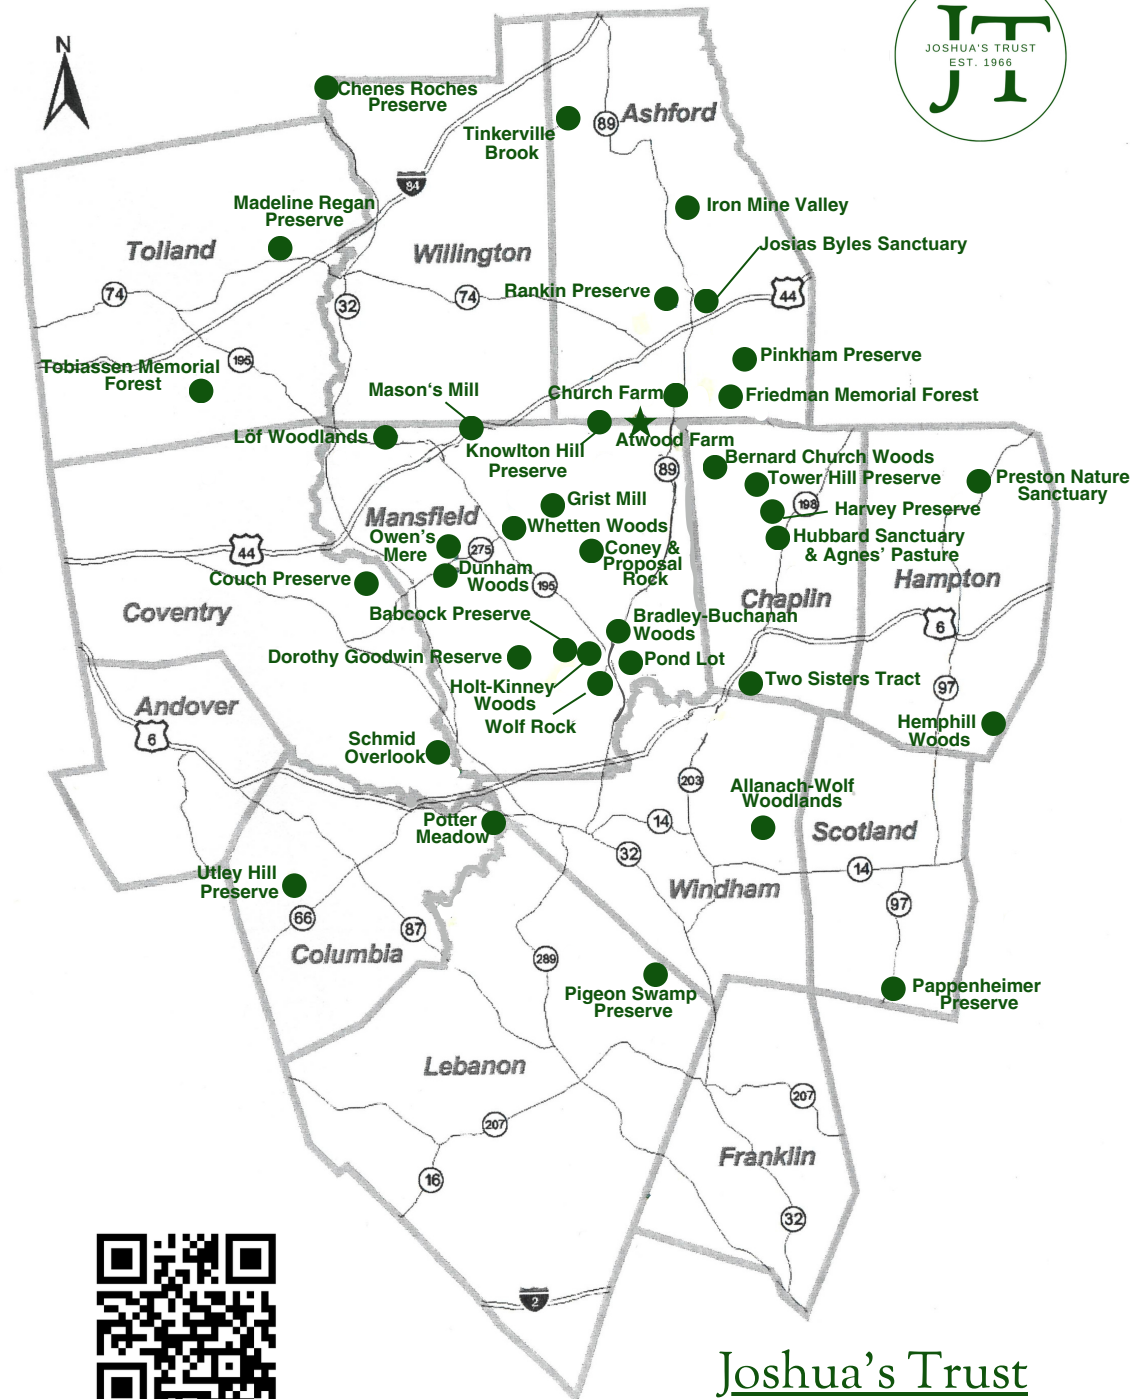 N
JOSHUA'S TRUST
EST. 1966
JT
Chenes Roches
Preserve
Tinkerville
Brook
89
Ashford
84
Madeline Regan
Preserve
Iron Mine Valley
Tolland
Willington
Josias Byles Sanctuary
74
32
74
Rankin Preserve
44
195
Tobiassen Memorial
Forest
Pinkham Preserve
Mason's Mill
Church Farm
Friedman Memorial Forest
Löf Woodlands
Knowlton Hill
Preserve
Atwood Farm
89
Bernard Church Woods
Tower Hill Preserve
Preston Nature
Sanctuary
Grist Mill
198
Harvey Preserve
Mansfield
Whetten Woods
Owen's
Mere
275
Coney &
Proposal
Rock
Hubbard Sanctuary
& Agnes' Pasture
44
Couch Preserve
Dunham
Woods
195
Hampton
Coventry
Chaplin
Babcock Preserve
Bradley-Buchanan
Woods
6
Dorothy Goodwin Reserve
Pond Lot
Holt-Kinney
Woods
Two Sisters Tract
97
Andover
6
Wolf Rock
Hemphill
Woods
Schmid
Overlook
203
Allanach-Wolf
Woodlands
Potter
Meadow
14
Scotland
32
14
Utley Hill
Preserve
Windham
66
87
97
Columbia
289
Pigeon Swamp
Preserve
Pappenheimer
Preserve
Lebanon
207
207
Franklin
16
32
2
Joshua's Trust